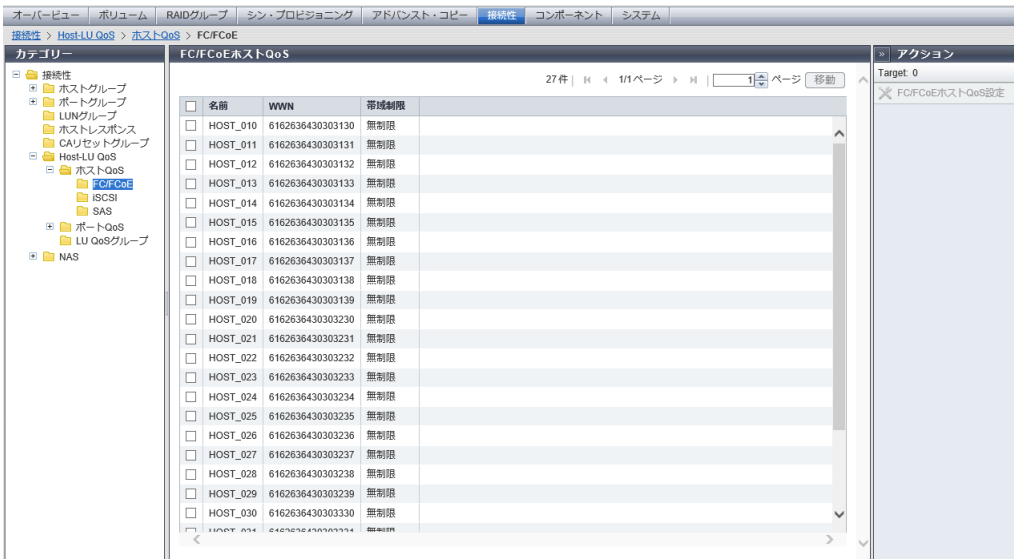 オーバービュー ボリューム RAIDグループ シン・プロビジョニング アドバンスト・コピー 接続性 コンポーネント システム
接続性 > Host-LU QoS > ホストQoS > FC/FCoE
カテゴリー
接続性
ホストグループ
ポートグループ
LUNグループ
ホストレスポンス
CAリセットグループ
Host-LU QoS
ホストQoS
FC/FCoE
iSCSI
SAS
ポートQoS
LU QoSグループ
NAS
FC/FCoEホストQoS
27件 | 1/1ページ | 1 ページ 移動
名前 WWN 帯域制限
HOST_010 6162636430303130 無制限
HOST_011 6162636430303131 無制限
HOST_012 6162636430303132 無制限
HOST_013 6162636430303133 無制限
HOST_014 6162636430303134 無制限
HOST_015 6162636430303135 無制限
HOST_016 6162636430303136 無制限
HOST_017 6162636430303137 無制限
HOST_018 6162636430303138 無制限
HOST_019 6162636430303139 無制限
HOST_020 6162636430303230 無制限
HOST_021 6162636430303231 無制限
HOST_022 6162636430303232 無制限
HOST_023 6162636430303233 無制限
HOST_024 6162636430303234 無制限
HOST_025 6162636430303235 無制限
HOST_026 6162636430303236 無制限
HOST_027 6162636430303237 無制限
HOST_028 6162636430303238 無制限
HOST_029 6162636430303239 無制限
HOST_030 6162636430303330 無制限
» アクション
Target: 0
FC/FCoEホストQoS設定